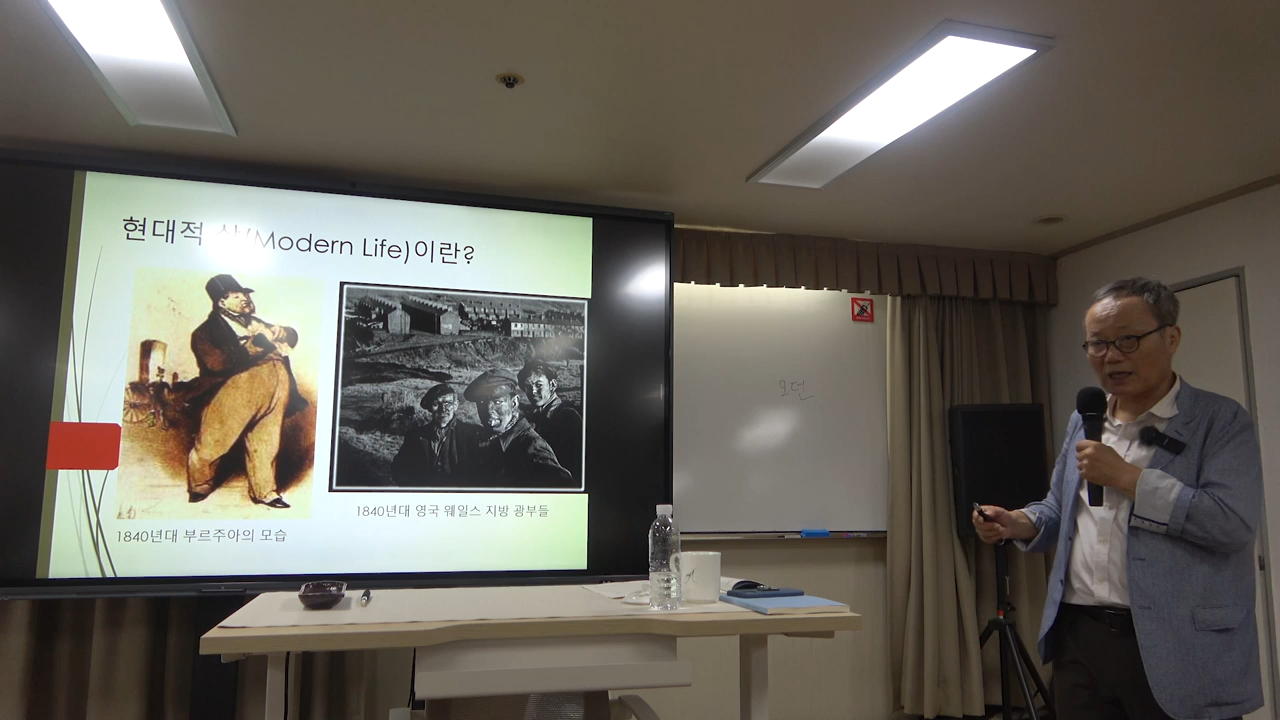 현대적 삶(Modern Life)이란?
1840년대 영국 웨일스 지방 광부들
1840년대 부르주아의 모습
모던